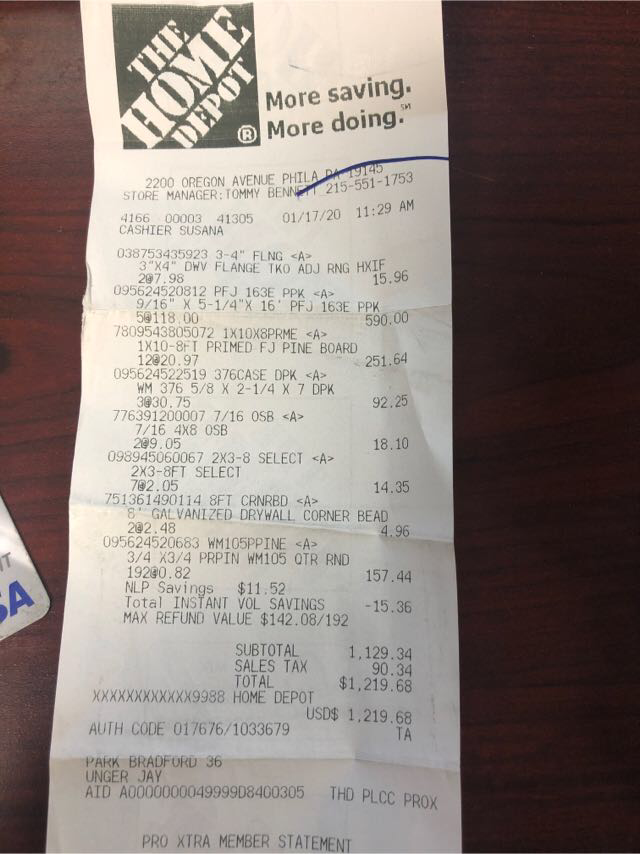 THE
HOME
DEPOT
®
More saving.
More doing.℠
2200 OREGON AVENUE PHILA PA 19145
STORE MANAGER:TOMMY BENNETT 215-551-1753
4166 00003 41305 01/17/20 11:29 AM
CASHIER SUSANA
038753435923 3-4" FLNG <A>
3"X4" DWV FLANGE TKO ADJ RNG HXIF
2@7.98 15.96
095624520812 PFJ 163E PPK <A>
9/16" X 5-1/4"X 16' PFJ 163E PPK
5@118.00 590.00
7809543805072 1X10X8PRME <A>
1X10-8FT PRIMED FJ PINE BOARD
12@20.97 251.64
095624522519 376CASE DPK <A>
WM 376 5/8 X 2-1/4 X 7 DPK
3@30.75 92.25
776391200007 7/16 OSB <A>
7/16 4X8 OSB
2@9.05 18.10
098945060067 2X3-8 SELECT <A>
2X3-8FT SELECT
7@2.05 14.35
751361490114 8FT CRNRBD <A>
8' GALVANIZED DRYWALL CORNER BEAD
2@2.48 4.96
095624520683 WM105PPINE <A>
3/4 X3/4 PRPIN WM105 QTR RND
192@0.82 157.44
NLP Savings $11.52
Total INSTANT VOL SAVINGS -15.36
MAX REFUND VALUE $142.08/192
SUBTOTAL 1,129.34
SALES TAX 90.34
TOTAL $1,219.68
XXXXXXXXXXXX9988 HOME DEPOT
USD$ 1,219.68
AUTH CODE 017676/1033679 TA
PARK BRADFORD 36
UNGER JAY
AID A0000000049999D8400305 THD PLCC PROX
PRO XTRA MEMBER STATEMENT